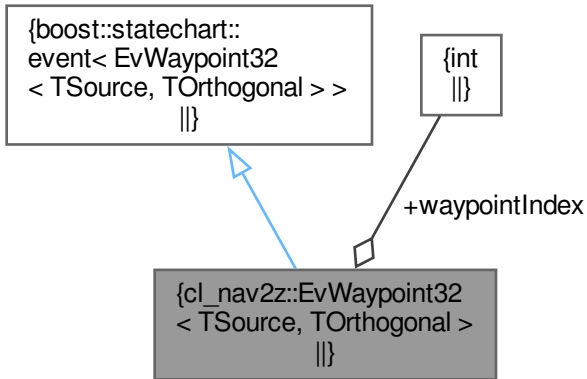 {boost::statechart::
event< EvWaypoint32
< TSource, TOrthogonal > >
||}
{int
||}
+waypointIndex
{cl_nav2z::EvWaypoint32
< TSource, TOrthogonal >
||}